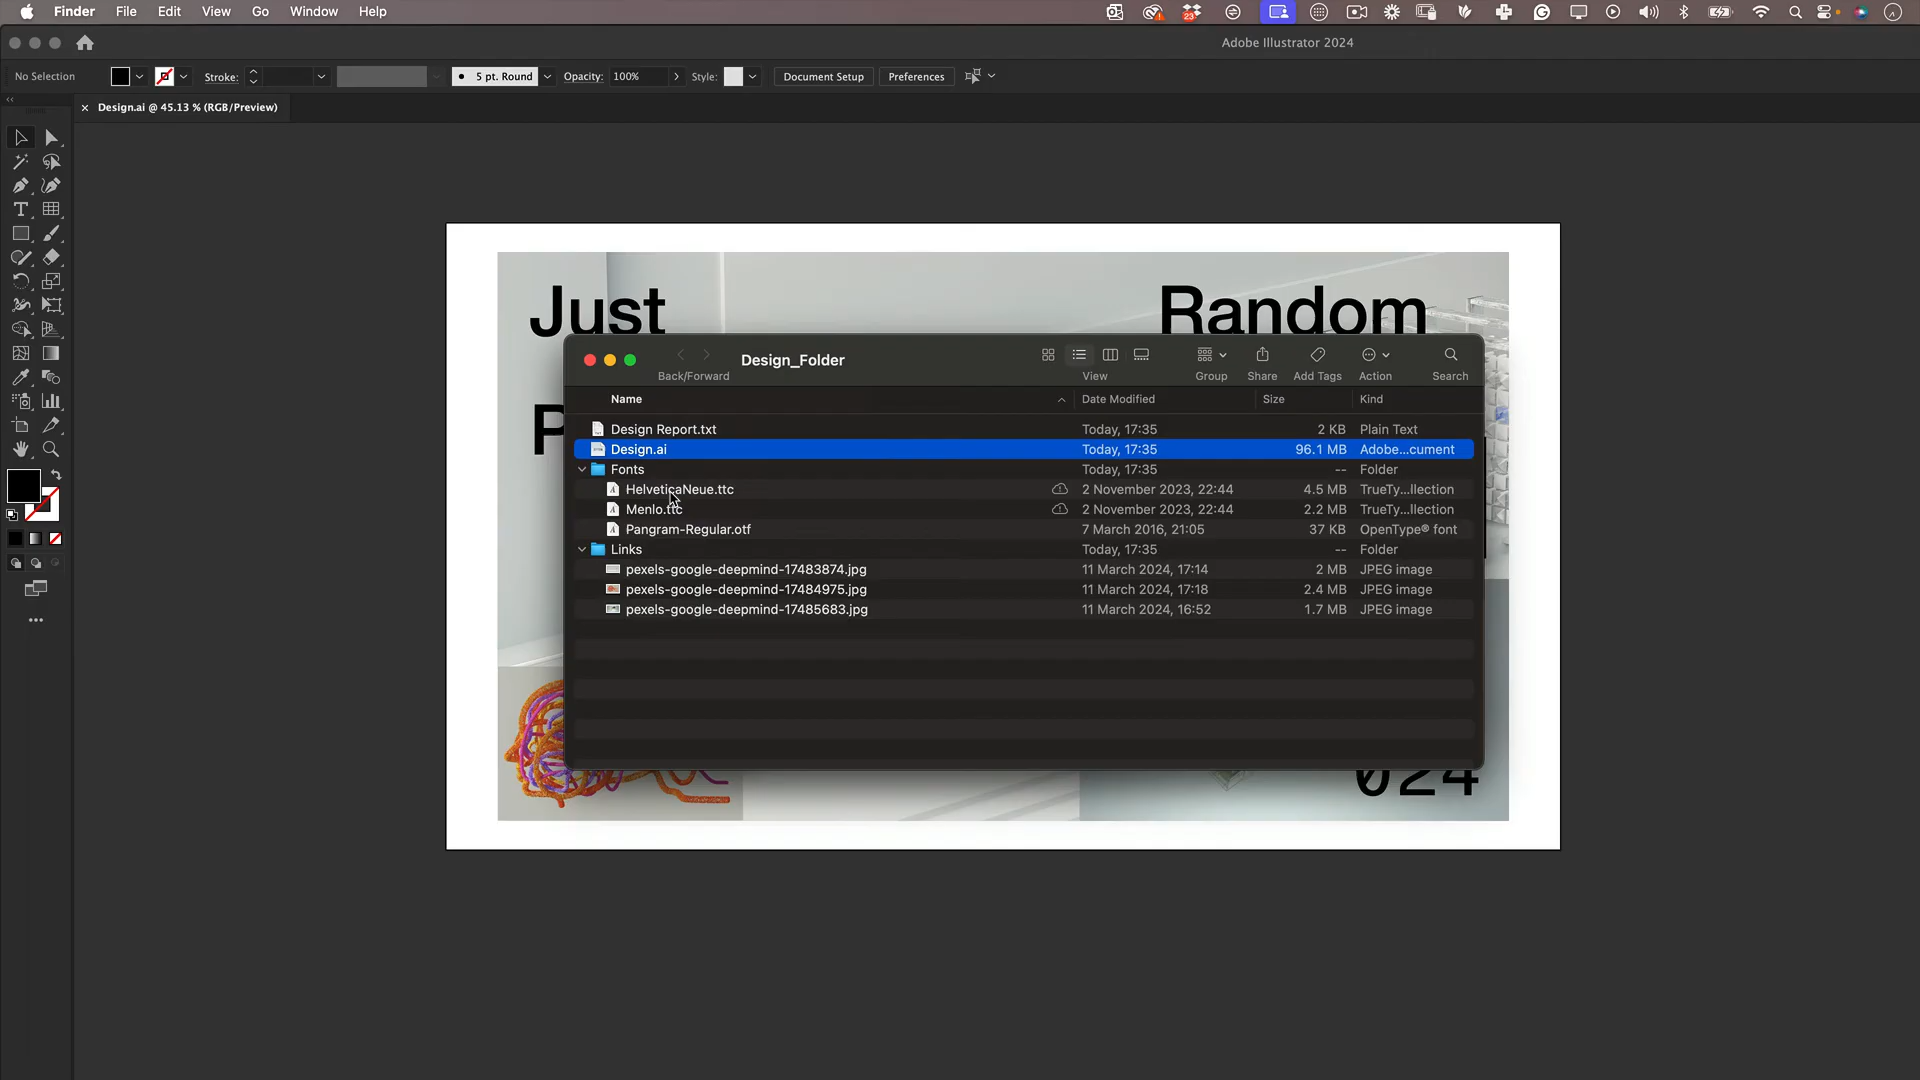 Finder File Edit View Go Window Help
23
Adobe Illustrator 2024
No Selection Stroke: 5 pt. Round Opacity: 100% Style: Document Setup Preferences
Design.ai @ 45.13 % (RGB/Preview)
Just Random
P
Design_Folder
Back/Forward View Group Share Add Tags Action Search
Name Date Modified Size Kind
Design Report.txt Today, 17:35 2 KB Plain Text
Design.ai Today, 17:35 96.1 MB Adobe...cument
Fonts Today, 17:35 -- Folder
HelveticaNeue.ttc 2 November 2023, 22:44 4.5 MB TrueTy...llection
Menlo.ttc 2 November 2023, 22:44 2.2 MB TrueTy...llection
Pangram-Regular.otf 7 March 2016, 21:05 37 KB OpenType® font
Links Today, 17:35 -- Folder
pexels-google-deepmind-17483874.jpg 11 March 2024, 17:14 2 MB JPEG image
pexels-google-deepmind-17484975.jpg 11 March 2024, 17:18 2.4 MB JPEG image
pexels-google-deepmind-17485683.jpg 11 March 2024, 16:52 1.7 MB JPEG image
024